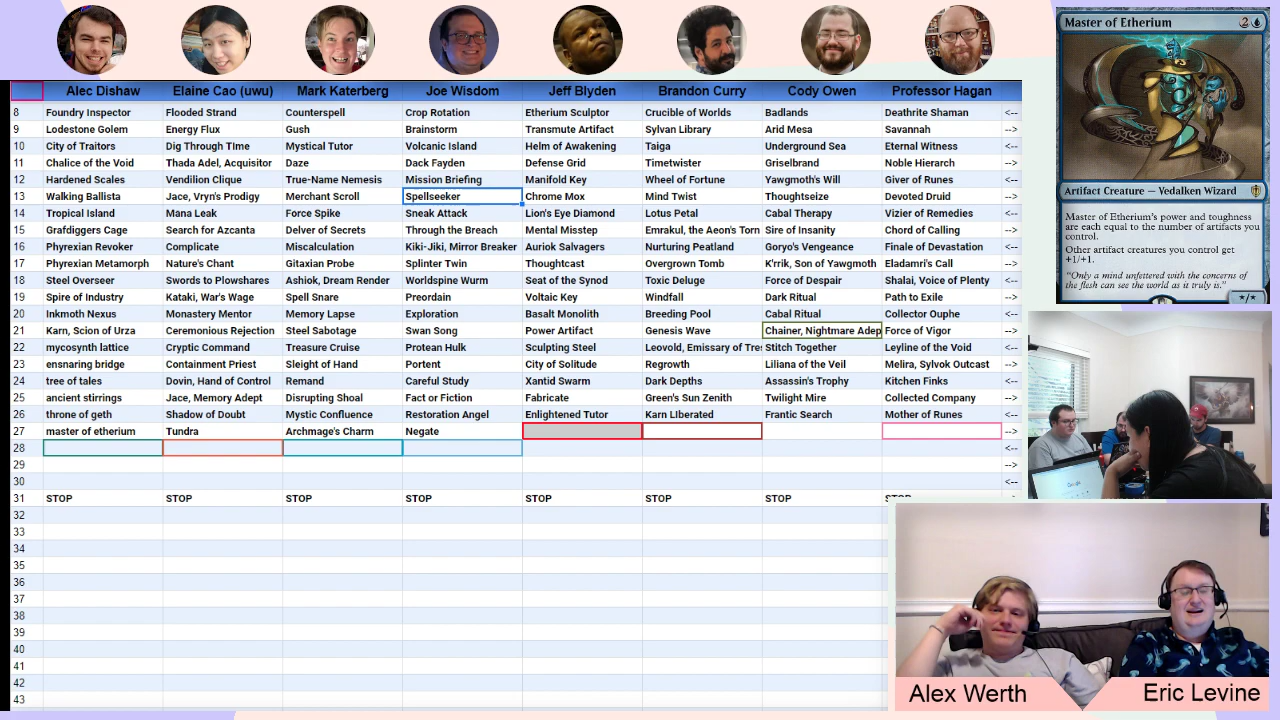 Alec Dishaw Elaine Cao (uwu) Mark Katerberg Joe Wisdom Jeff Blyden Brandon Curry Cody Owen Professor Hagan
8 Foundry Inspector Flooded Strand Counterspell Crop Rotation Etherium Sculptor Crucible of Worlds Badlands Deathrite Shaman <--
9 Lodestone Golem Energy Flux Gush Brainstorm Transmute Artifact Sylvan Library Arid Mesa Savannah -->
10 City of Traitors Dig Through TIme Mystical Tutor Volcanic Island Helm of Awakening Taiga Underground Sea Eternal Witness <--
11 Chalice of the Void Thada Adel, Acquisitor Daze Dack Fayden Defense Grid Timetwister Griselbrand Noble Hierarch -->
12 Hardened Scales Vendilion Clique True-Name Nemesis Mission Briefing Manifold Key Wheel of Fortune Yawgmoth's Will Giver of Runes <--
13 Walking Ballista Jace, Vryn's Prodigy Merchant Scroll Spellseeker Chrome Mox Mind Twist Thoughtseize Devoted Druid -->
14 Tropical Island Mana Leak Force Spike Sneak Attack Lion's Eye Diamond Lotus Petal Cabal Therapy Vizier of Remedies <--
15 Grafdiggers Cage Search for Azcanta Delver of Secrets Through the Breach Mental Misstep Emrakul, the Aeon's Torn Sire of Insanity Chord of Calling -->
16 Phyrexian Revoker Complicate Miscalculation Kiki-Jiki, Mirror Breaker Auriok Salvagers Nurturing Peatland Goryo's Vengeance Finale of Devastation <--
17 Phyrexian Metamorph Nature's Chant Gitaxian Probe Splinter Twin Thoughtcast Overgrown Tomb K'rrik, Son of Yawgmoth Eladamri's Call -->
18 Steel Overseer Swords to Plowshares Ashiok, Dream Render Worldspine Wurm Seat of the Synod Toxic Deluge Force of Despair Shalai, Voice of Plenty <--
19 Spire of Industry Kataki, War's Wage Spell Snare Preordain Voltaic Key Windfall Dark Ritual Path to Exile -->
20 Inkmoth Nexus Monastery Mentor Memory Lapse Exploration Basalt Monolith Breeding Pool Cabal Ritual Collector Ouphe <--
21 Karn, Scion of Urza Ceremonious Rejection Steel Sabotage Swan Song Power Artifact Genesis Wave Chainer, Nightmare Adep Force of Vigor -->
22 mycosynth lattice Cryptic Command Treasure Cruise Protean Hulk Sculpting Steel Leovold, Emissary of Tres Stitch Together Leyline of the Void <--
23 ensnaring bridge Containment Priest Sleight of Hand Portent City of Solitude Regrowth Liliana of the Veil Melira, Sylvok Outcast -->
24 tree of tales Dovin, Hand of Control Remand Careful Study Xantid Swarm Dark Depths Assassin's Trophy Kitchen Finks <--
25 ancient stirrings Jace, Memory Adept Disrupting Shoal Fact or Fiction Fabricate Green's Sun Zenith Twilight Mire Collected Company -->
26 throne of geth Shadow of Doubt Mystic Confluence Restoration Angel Enlightened Tutor Karn LIberated Frantic Search Mother of Runes <--
27 master of etherium Tundra Archmage's Charm Negate -->
28 <--
29 -->
30 <--
31 STOP STOP STOP STOP STOP STOP STOP STOP
32
33
34
35
36
37
38
39
40
41
42
43
Master of Etherium 2
Artifact Creature — Vedalken Wizard
Master of Etherium's power and toughness
are each equal to the number of artifacts you
control.
Other artifact creatures you control get
+1/+1.
"Only a mind unfettered with the concerns of
the flesh can see the world as it truly is."
*/*
Google
Alex Werth Eric Levine